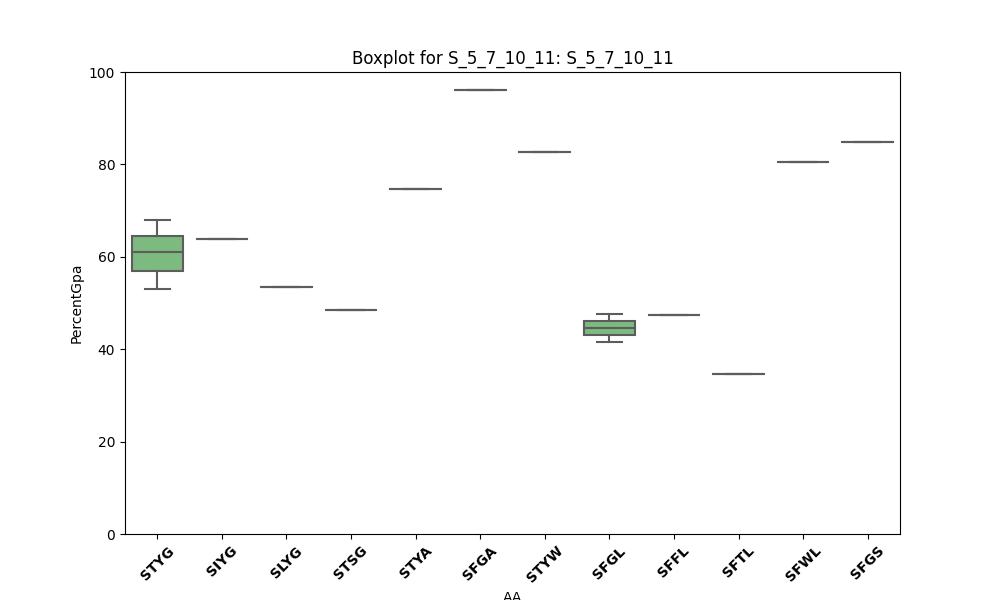 Boxplot for S_5_7_10_11: S_5_7_10_11
100
80
60
40
20
0
PercentGpa
STYG SIYG SLYG STSG STYA SFGA STYW SFGL SFFL SFTL SFWL SFGS
AA